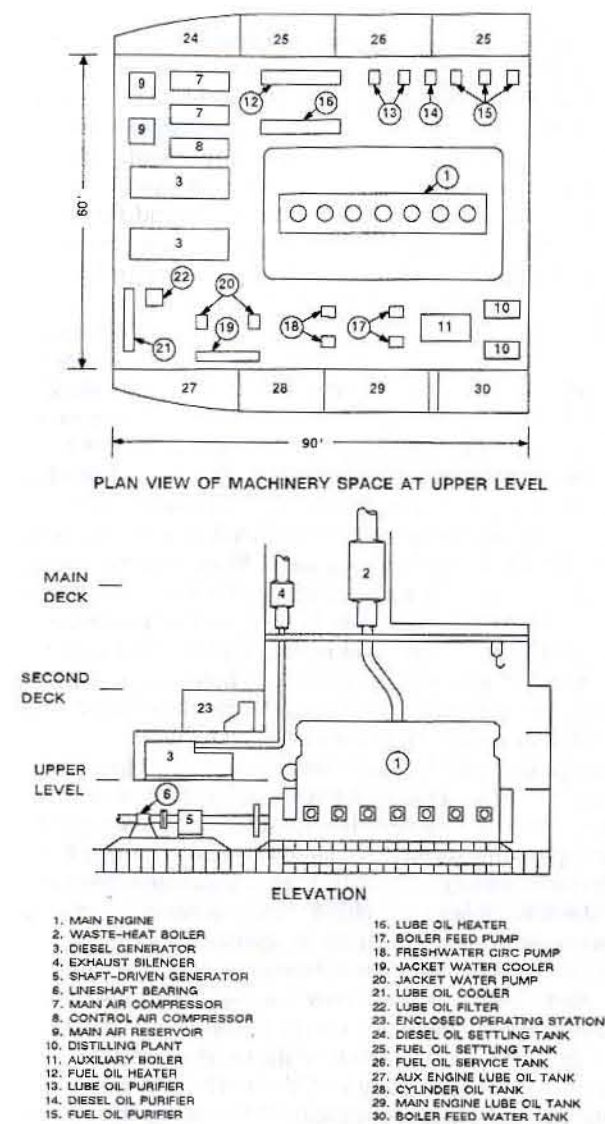 24 25 26 25
9 7
12 13 14 15
7 16
9
8
1
3
60'
3
22 20
18 17 11 10
21 19 10
27 28 29 30
90'
PLAN VIEW OF MACHINERY SPACE AT UPPER LEVEL
MAIN
DECK
4 2
SECOND
DECK
23
UPPER
LEVEL
3 1
6
5
ELEVATION
1. MAIN ENGINE
2. WASTE-HEAT BOILER
3. DIESEL GENERATOR
4. EXHAUST SILENCER
5. SHAFT-DRIVEN GENERATOR
6. LINESHAFT BEARING
7. MAIN AIR COMPRESSOR
8. CONTROL AIR COMPRESSOR
9. MAIN AIR RESERVOIR
10. DISTILLING PLANT
11. AUXILIARY BOILER
12. FUEL OIL HEATER
13. LUBE OIL PURIFIER
14. DIESEL OIL PURIFIER
15. FUEL OIL PURIFIER
16. LUBE OIL HEATER
17. BOILER FEED PUMP
18. FRESHWATER CIRC PUMP
19. JACKET WATER COOLER
20. JACKET WATER PUMP
21. LUBE OIL COOLER
22. LUBE OIL FILTER
23. ENCLOSED OPERATING STATION
24. DIESEL OIL SETTLING TANK
25. FUEL OIL SETTLING TANK
26. FUEL OIL SERVICE TANK
27. AUX ENGINE LUBE OIL TANK
28. CYLINDER OIL TANK
29. MAIN ENGINE LUBE OIL TANK
30. BOILER FEED WATER TANK